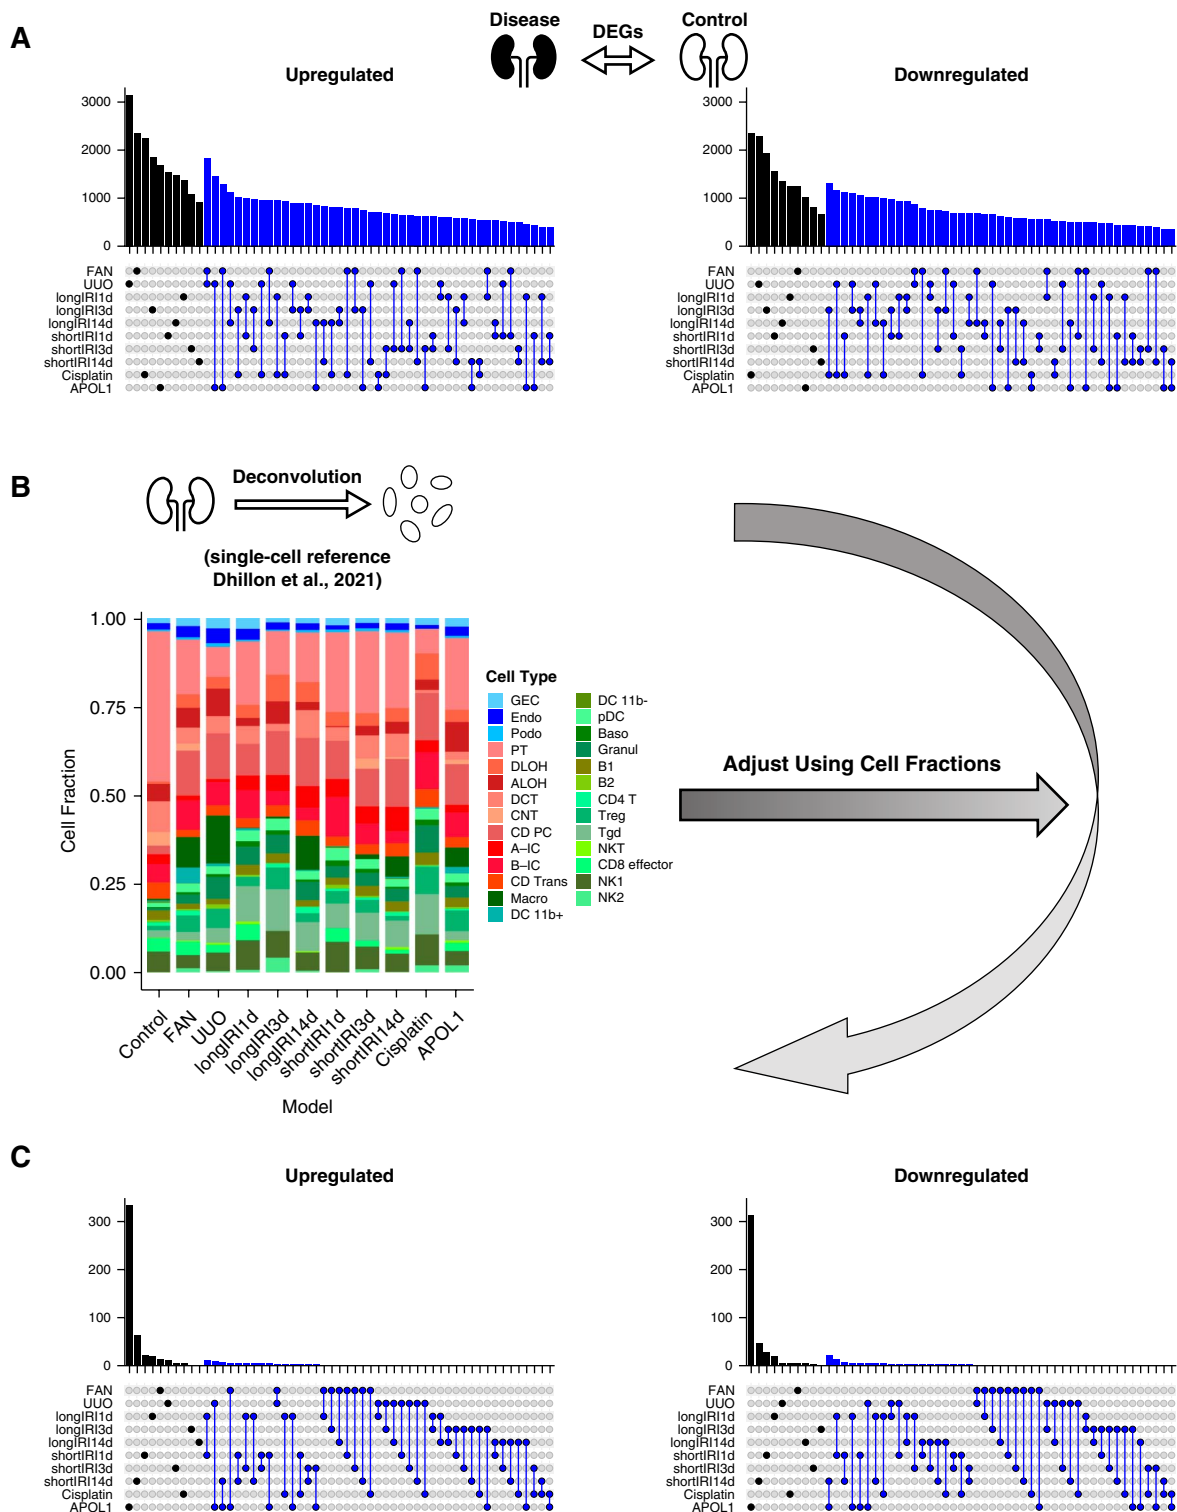 A
Disease
DEGs
Control
Upregulated
Downregulated
3000
2000
1000
0
FAN
UUO
longIRI1d
longIRI3d
longIRI14d
shortIRI1d
shortIRI3d
shortIRI14d
Cisplatin
APOL1
3000
2000
1000
0
FAN
UUO
longIRI1d
longIRI3d
longIRI14d
shortIRI1d
shortIRI3d
shortIRI14d
Cisplatin
APOL1
B
Deconvolution
(single-cell reference
Dhillon et al., 2021)
1.00
0.75
0.50
0.25
0.00
Cell Fraction
Control
FAN
UUO
longIRI1d
longIRI3d
longIRI14d
shortIRI1d
shortIRI3d
shortIRI14d
Cisplatin
APOL1
Model
Cell Type
GEC
Endo
Podo
PT
DLOH
ALOH
DCT
CNT
CD PC
A–IC
B–IC
CD Trans
Macro
DC 11b+
DC 11b-
pDC
Baso
Granul
B1
B2
CD4 T
Treg
Tgd
NKT
CD8 effector
NK1
NK2
Adjust Using Cell Fractions
C
Upregulated
Downregulated
300
200
100
0
FAN
UUO
longIRI1d
longIRI3d
longIRI14d
shortIRI1d
shortIRI3d
shortIRI14d
Cisplatin
APOL1
300
200
100
0
FAN
UUO
longIRI1d
longIRI3d
longIRI14d
shortIRI1d
shortIRI3d
shortIRI14d
Cisplatin
APOL1